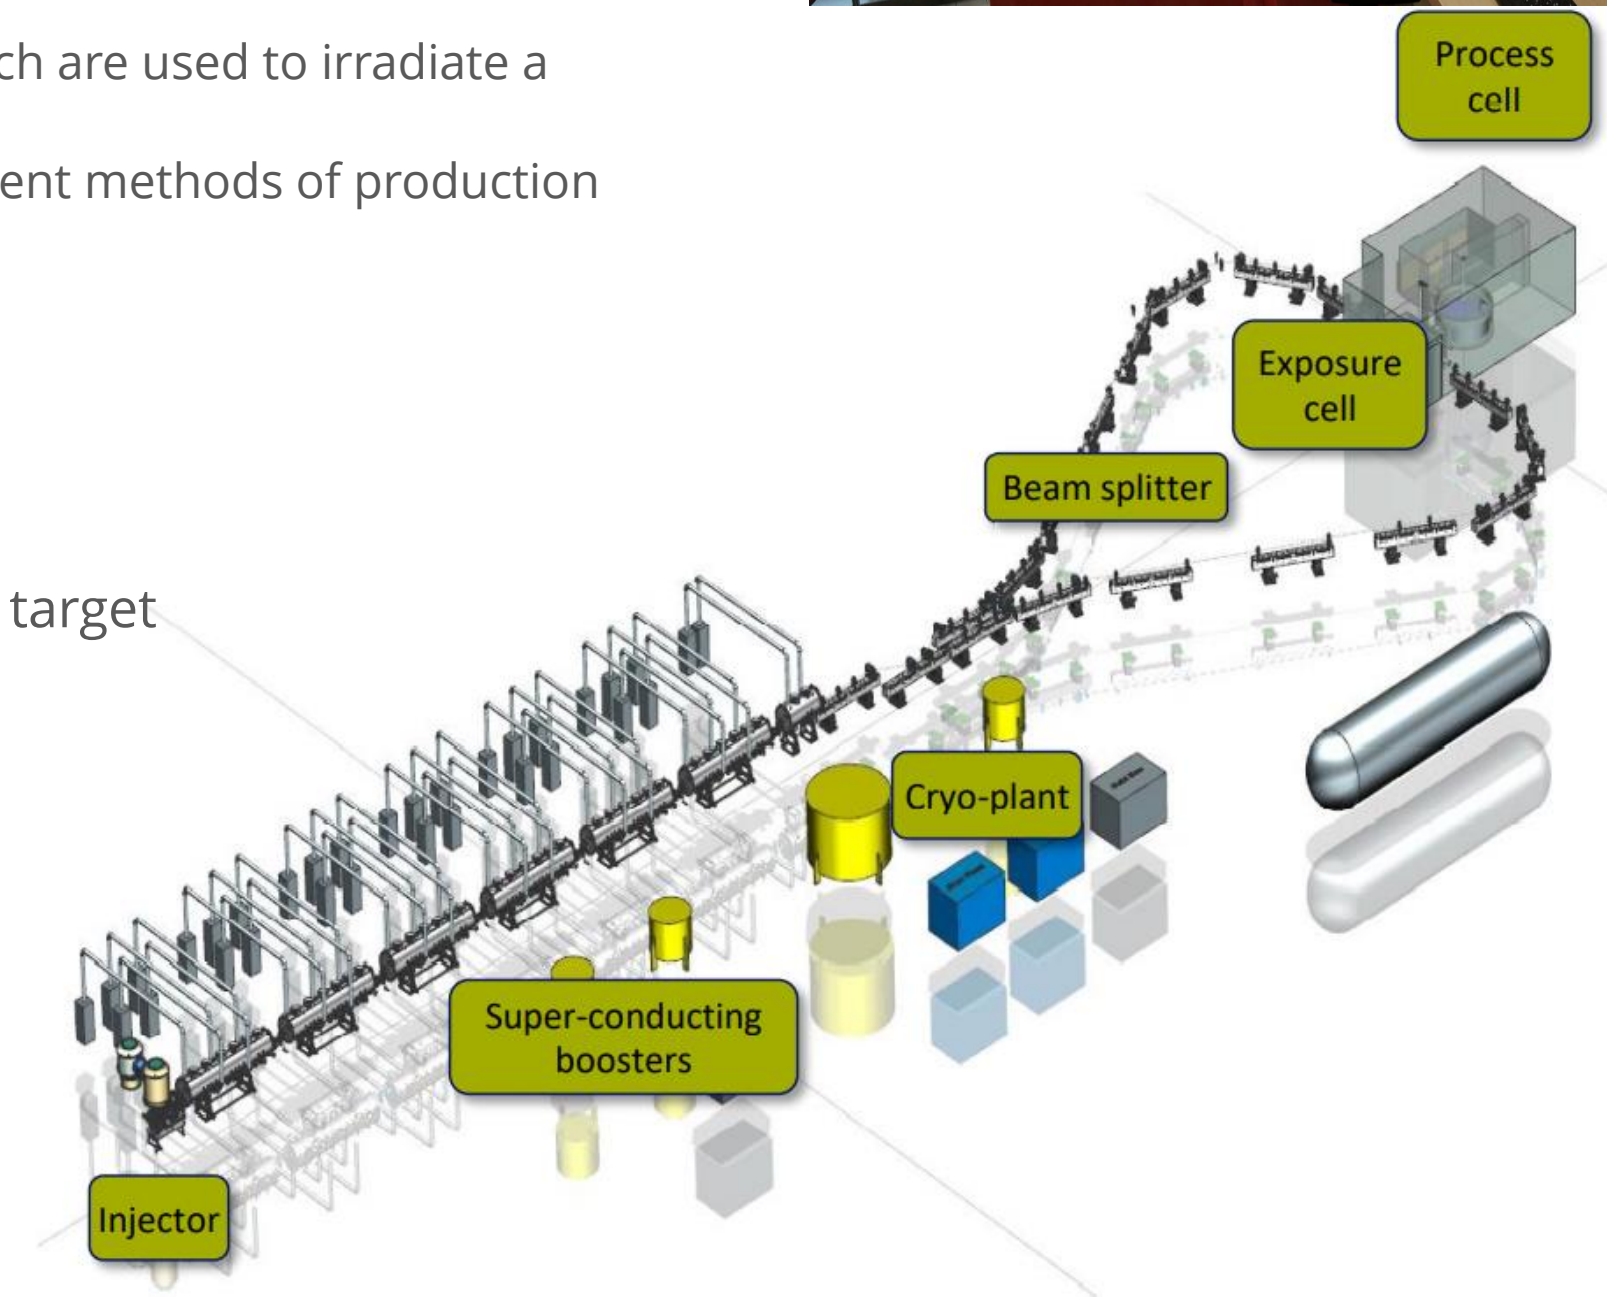 ch are used to irradiate a
ent methods of production
target
Process
cell
Exposure
cell
Beam splitter
Cryo-plant
Super-conducting
boosters
Injector